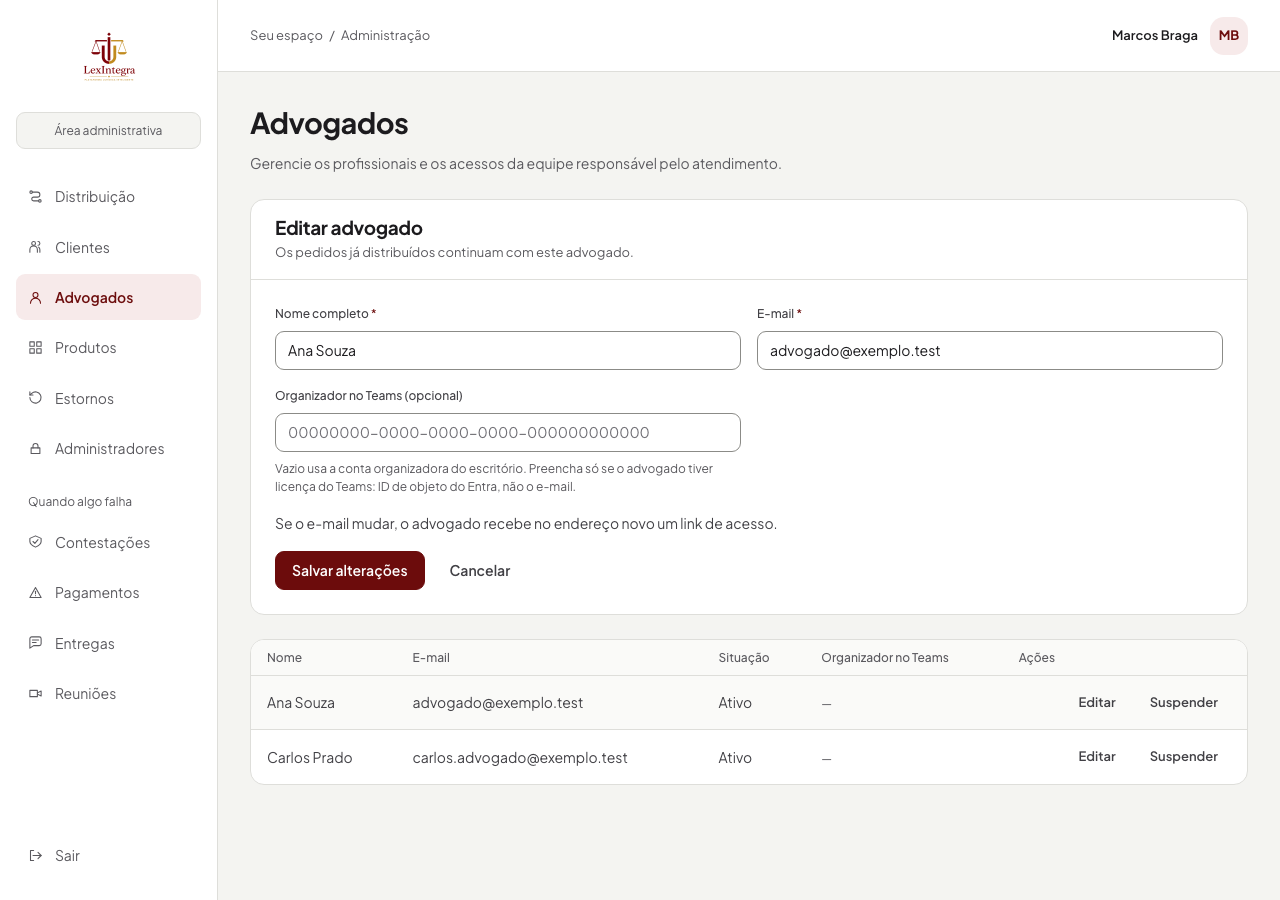 LexIntegra
Área administrativa
Distribuição
Clientes
Advogados
Produtos
Estornos
Administradores
Quando algo falha
Contestações
Pagamentos
Entregas
Reuniões
Sair
Seu espaço / Administração
Marcos Braga MB
Advogados
Gerencie os profissionais e os acessos da equipe responsável pelo atendimento.
Editar advogado
Os pedidos já distribuídos continuam com este advogado.
Nome completo * E-mail *
Ana Souza advogado@exemplo.test
Organizador no Teams (opcional)
00000000-0000-0000-0000-000000000000
Vazio usa a conta organizadora do escritório. Preencha só se o advogado tiver
licença do Teams: ID de objeto do Entra, não o e-mail.
Se o e-mail mudar, o advogado recebe no endereço novo um link de acesso.
Salvar alterações Cancelar
Nome E-mail Situação Organizador no Teams Ações
Ana Souza advogado@exemplo.test Ativo — Editar Suspender
Carlos Prado carlos.advogado@exemplo.test Ativo — Editar Suspender